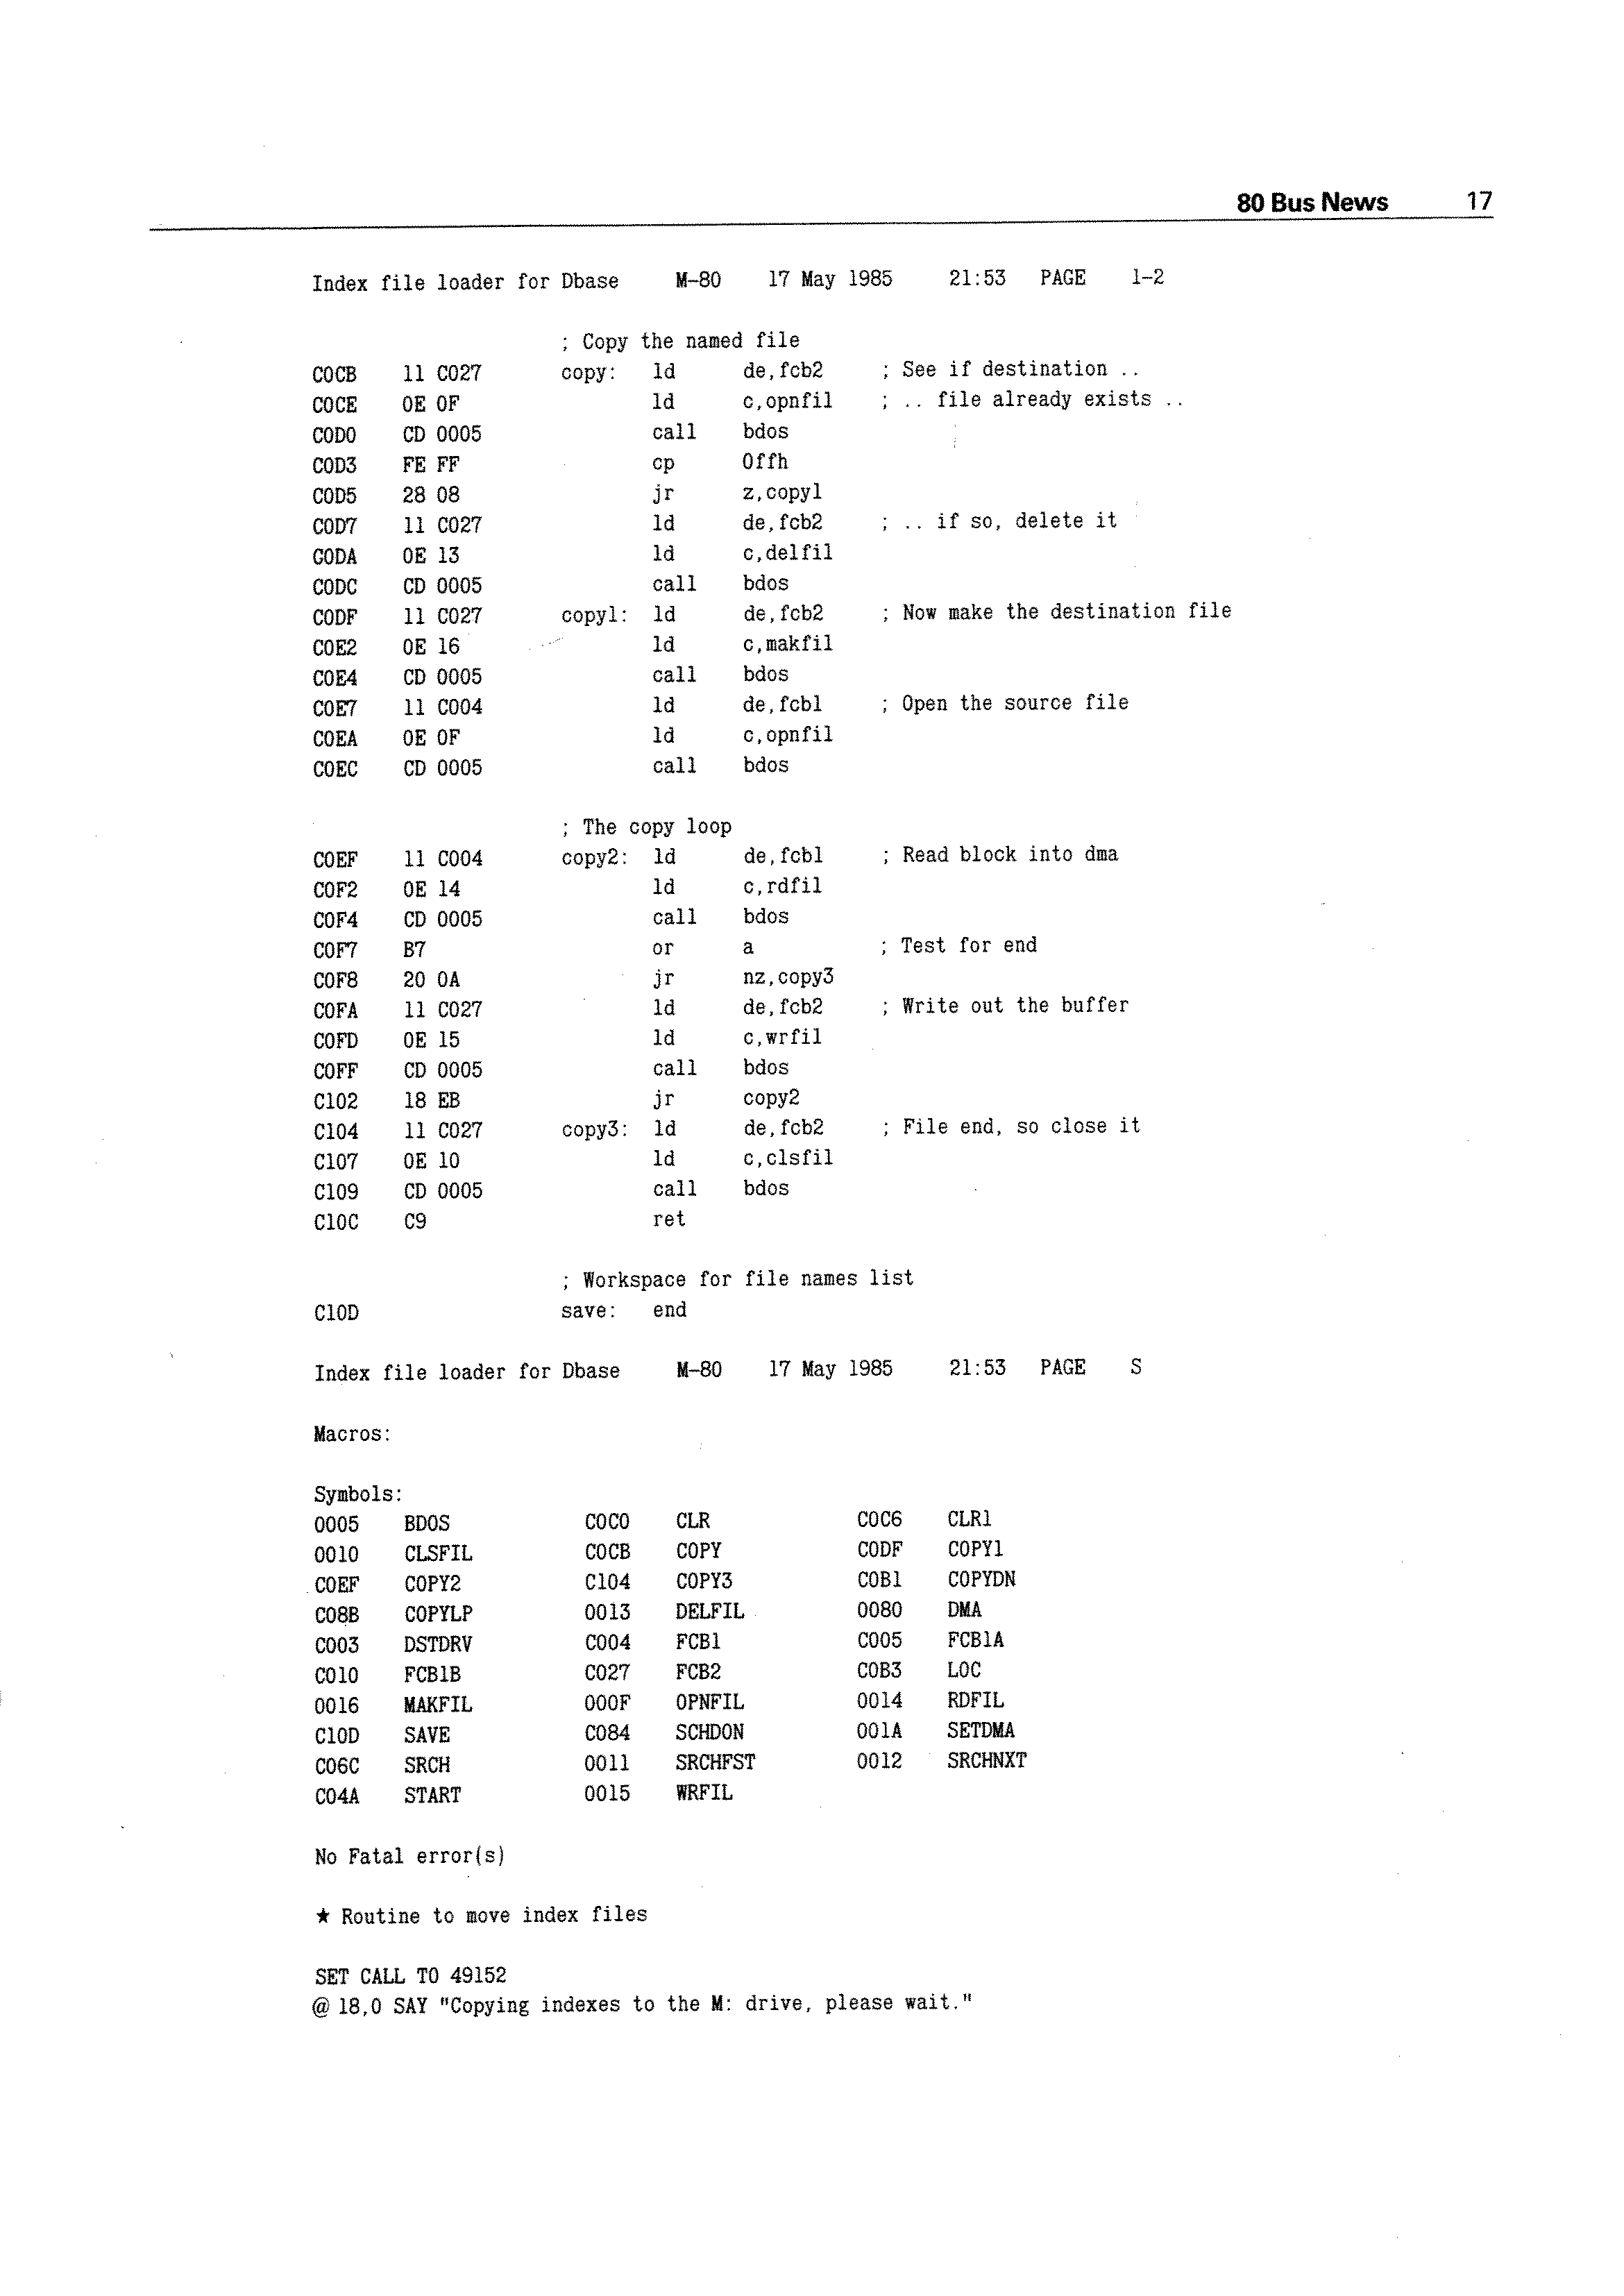 80 Bus News 17
Index file loader for Dbase M-80 17 May 1985 21:53 PAGE 1-2
; Copy the named file
C0CB 11 C027 copy: ld de,fcb2 ; See if destination ..
C0CE 0E 0F ld c,opnfil ; .. file already exists ..
C0D0 CD 0005 call bdos
C0D3 FE FF cp 0ffh
C0D5 28 08 jr z,copy1
C0D7 11 C027 ld de,fcb2 ; .. if so, delete it
C0DA 0E 13 ld c,delfil
C0DC CD 0005 call bdos
C0DF 11 C027 copy1: ld de,fcb2 ; Now make the destination file
C0E2 0E 16 ld c,makfil
C0E4 CD 0005 call bdos
C0E7 11 C004 ld de,fcb1 ; Open the source file
C0EA 0E 0F ld c,opnfil
C0EC CD 0005 call bdos
; The copy loop
C0EF 11 C004 copy2: ld de,fcb1 ; Read block into dma
C0F2 0E 14 ld c,rdfil
C0F4 CD 0005 call bdos
C0F7 B7 or a ; Test for end
C0F8 20 0A jr nz,copy3
C0FA 11 C027 ld de,fcb2 ; Write out the buffer
C0FD 0E 15 ld c,wrfil
C0FF CD 0005 call bdos
C102 18 EB jr copy2
C104 11 C027 copy3: ld de,fcb2 ; File end, so close it
C107 0E 10 ld c,clsfil
C109 CD 0005 call bdos
C10C C9 ret
; Workspace for file names list
C10D save: end
Index file loader for Dbase M-80 17 May 1985 21:53 PAGE S
Macros:
Symbols:
0005 BDOS C0C0 CLR C0C6 CLR1
0010 CLSFIL C0CB COPY C0DF COPY1
C0EF COPY2 C104 COPY3 C0B1 COPYDN
C08B COPYLP 0013 DELFIL 0080 DMA
C003 DSTDRV C004 FCB1 C005 FCB1A
C010 FCB1B C027 FCB2 C0B3 LOC
0016 MAKFIL 000F OPNFIL 0014 RDFIL
C10D SAVE C084 SCHDON 001A SETDMA
C06C SRCH 0011 SRCHFST 0012 SRCHNXT
C04A START 0015 WRFIL
No Fatal error(s)
★ Routine to move index files
SET CALL TO 49152
@ 18,0 SAY "Copying indexes to the M: drive, please wait."